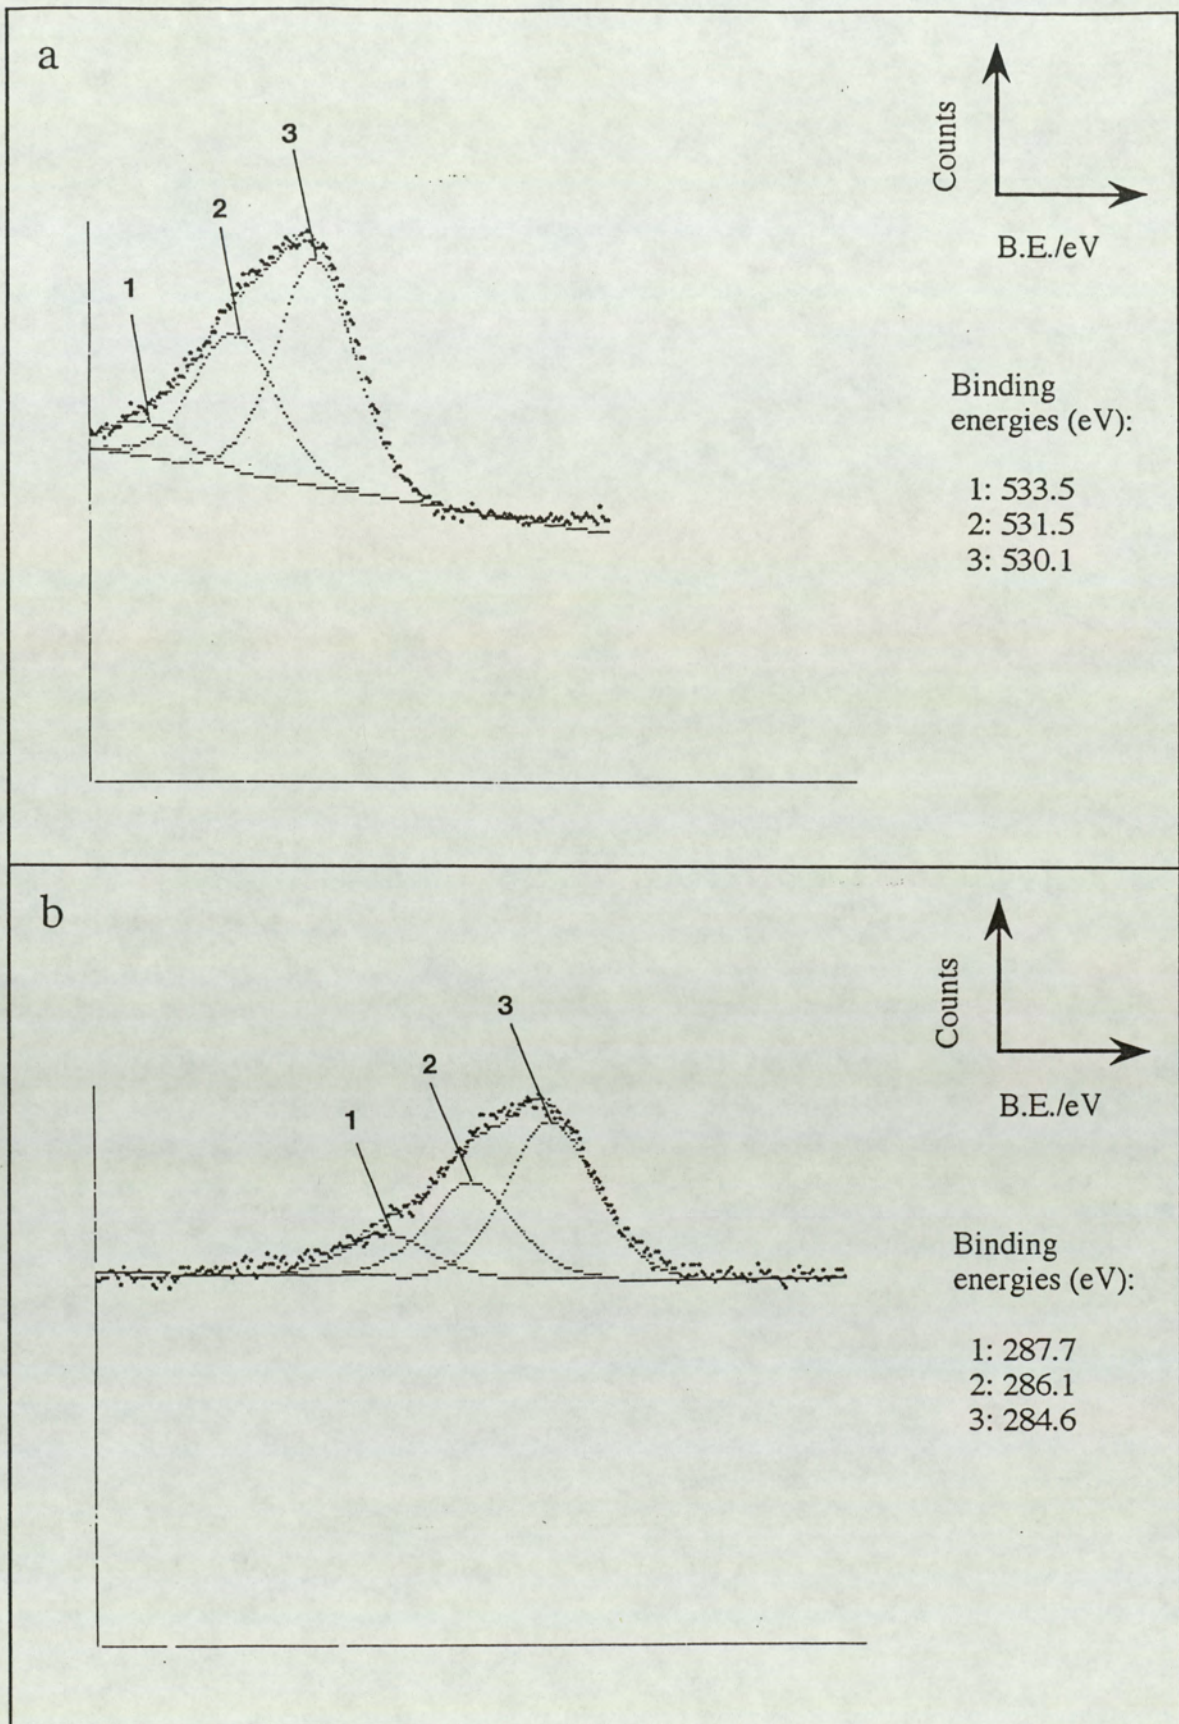 a
3
2
1
Counts
B.E./eV
Binding
energies (eV):
1: 533.5
2: 531.5
3: 530.1
b
3
2
1
Counts
B.E./eV
Binding
energies (eV):
1: 287.7
2: 286.1
3: 284.6